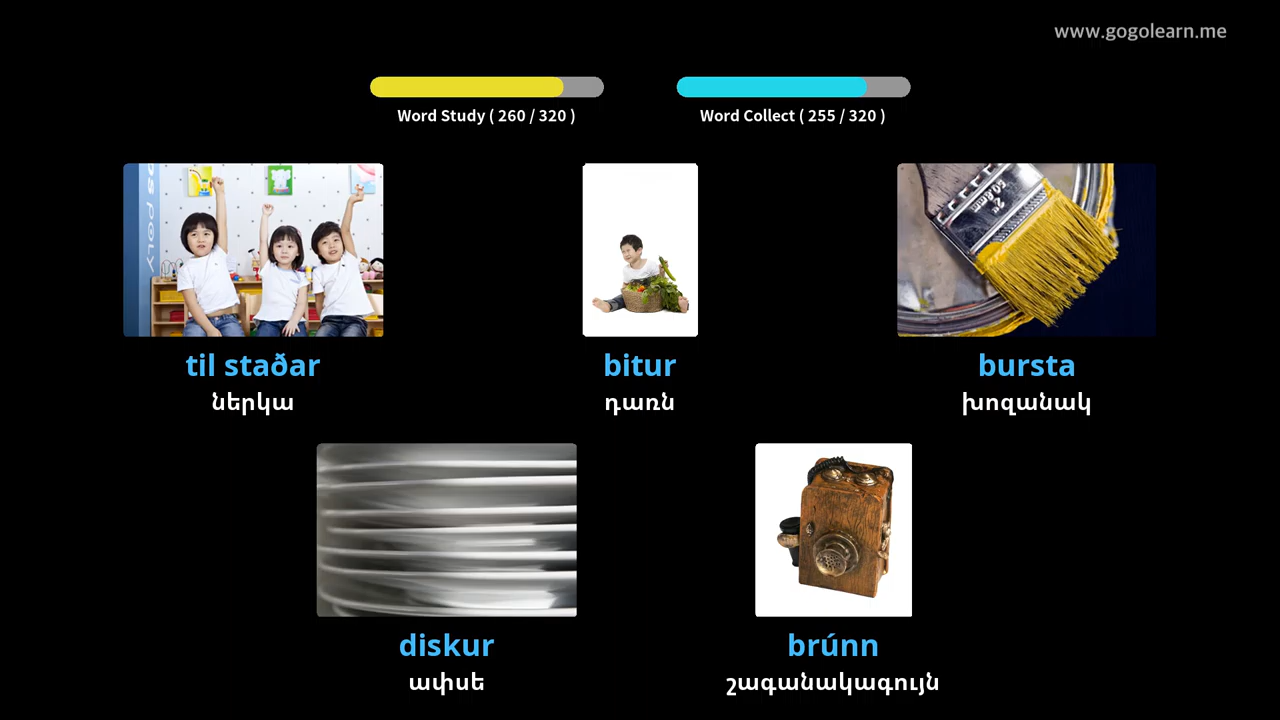 www.gogolearn.me
Word Study ( 260 / 320 )
Word Collect ( 255 / 320 )
til staðar
ներկա
bitur
դառն
bursta
խոզանակ
diskur
ափսե
brúnn
շագանակագույն